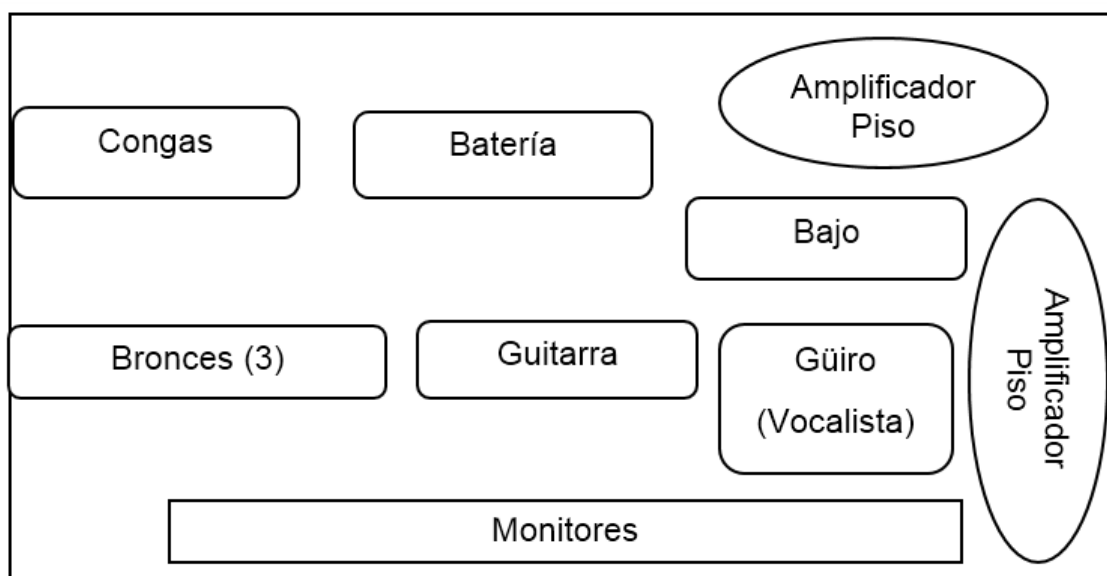 Congas
Batería
Amplificador
Piso
Bajo
Bronces (3)
Guitarra
Güiro
(Vocalista)
Amplificador
Piso
Monitores